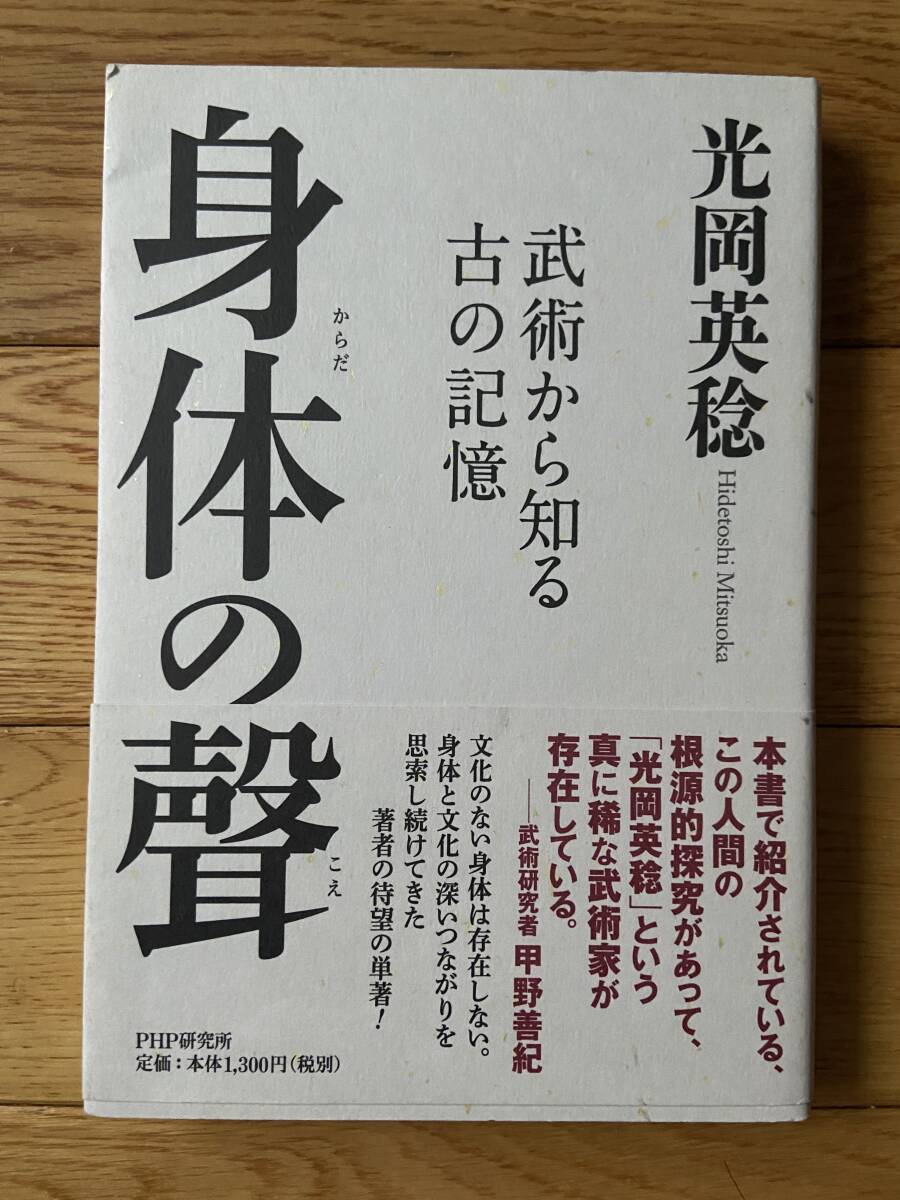 光岡英稔
Hidetoshi Mitsuoka
武術から知る
古の記憶
身体の聲
からだ
こえ
本書で紹介されている、
この人間の
根源的探究があって、
「光岡英稔」という
真に稀な武術家が
存在している。
──武術研究者 甲野善紀
文化のない身体は存在しない。
身体と文化の深いつながりを
思索し続けてきた
著者の待望の単著!
PHP研究所
定価:本体1,300円(税別)